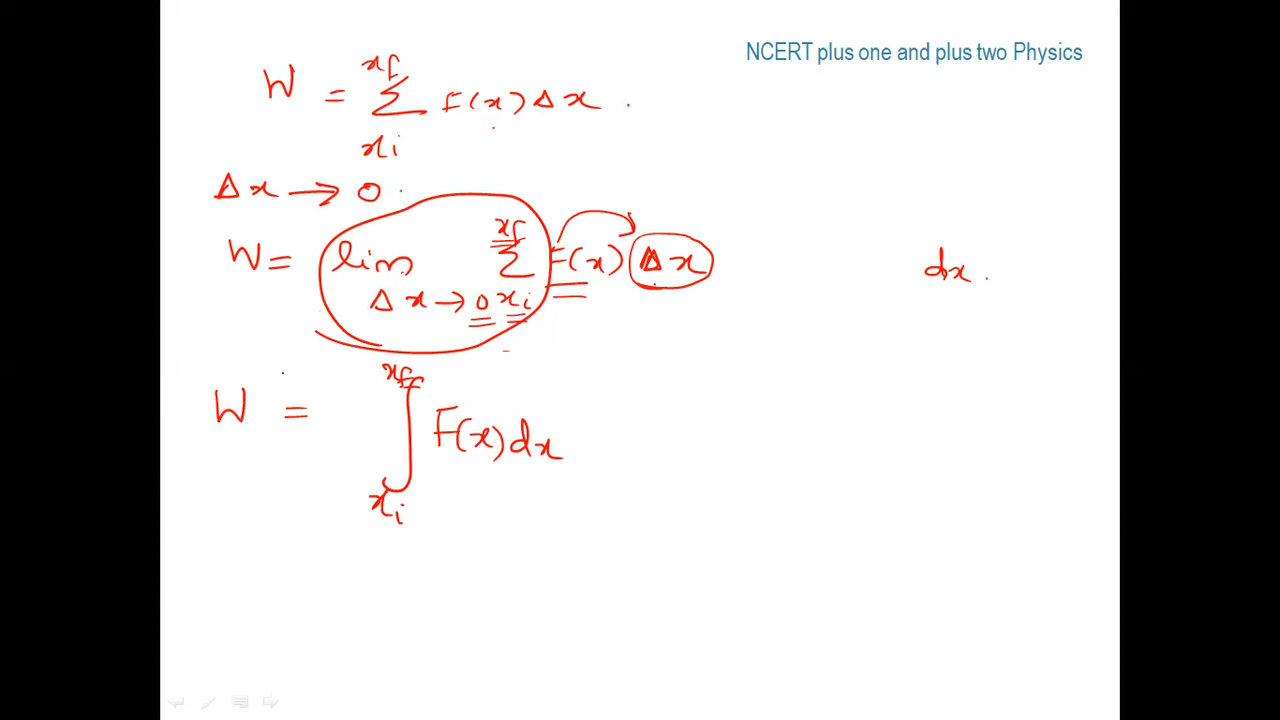 NCERT plus one and plus two Physics
W = Σ_{xi}^{xf} F(x) Δx .
Δx → 0 .
W = lim_{Δx → 0} Σ_{xi}^{xf} F(x) Δx
dx .
W = ∫_{xi}^{xf} F(x) dx